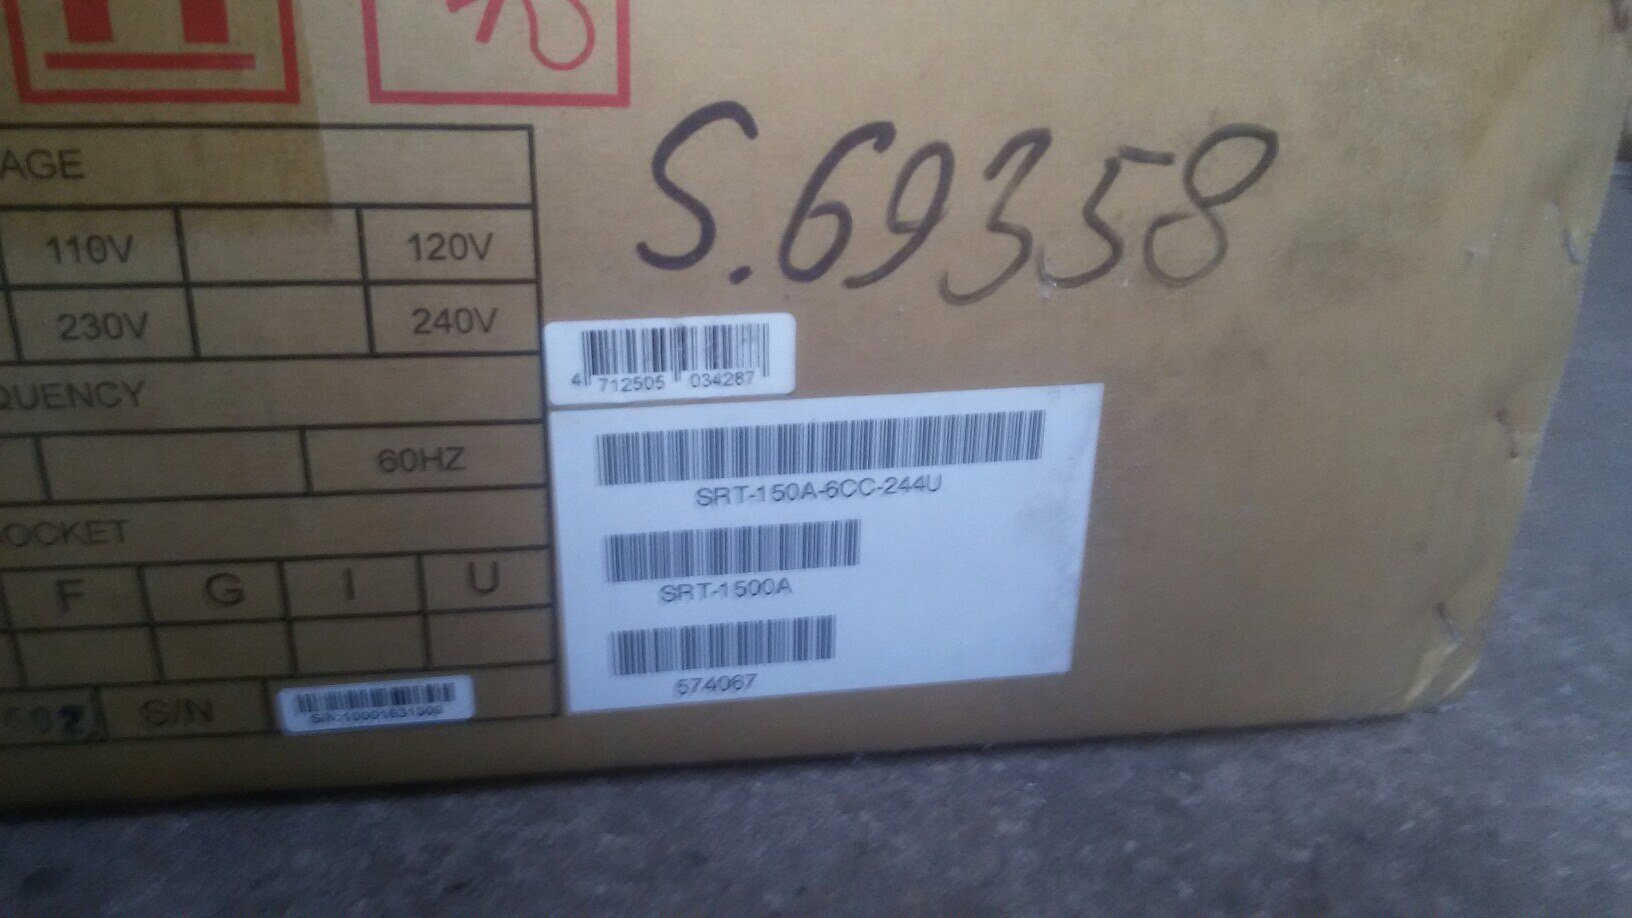 S.69358
AGE
110V 120V
230V 240V
QUENCY
60HZ
OCKET
F G I U
S/N
4 712505 034287
SRT-150A-6CC-244U
SRT-1500A
574067